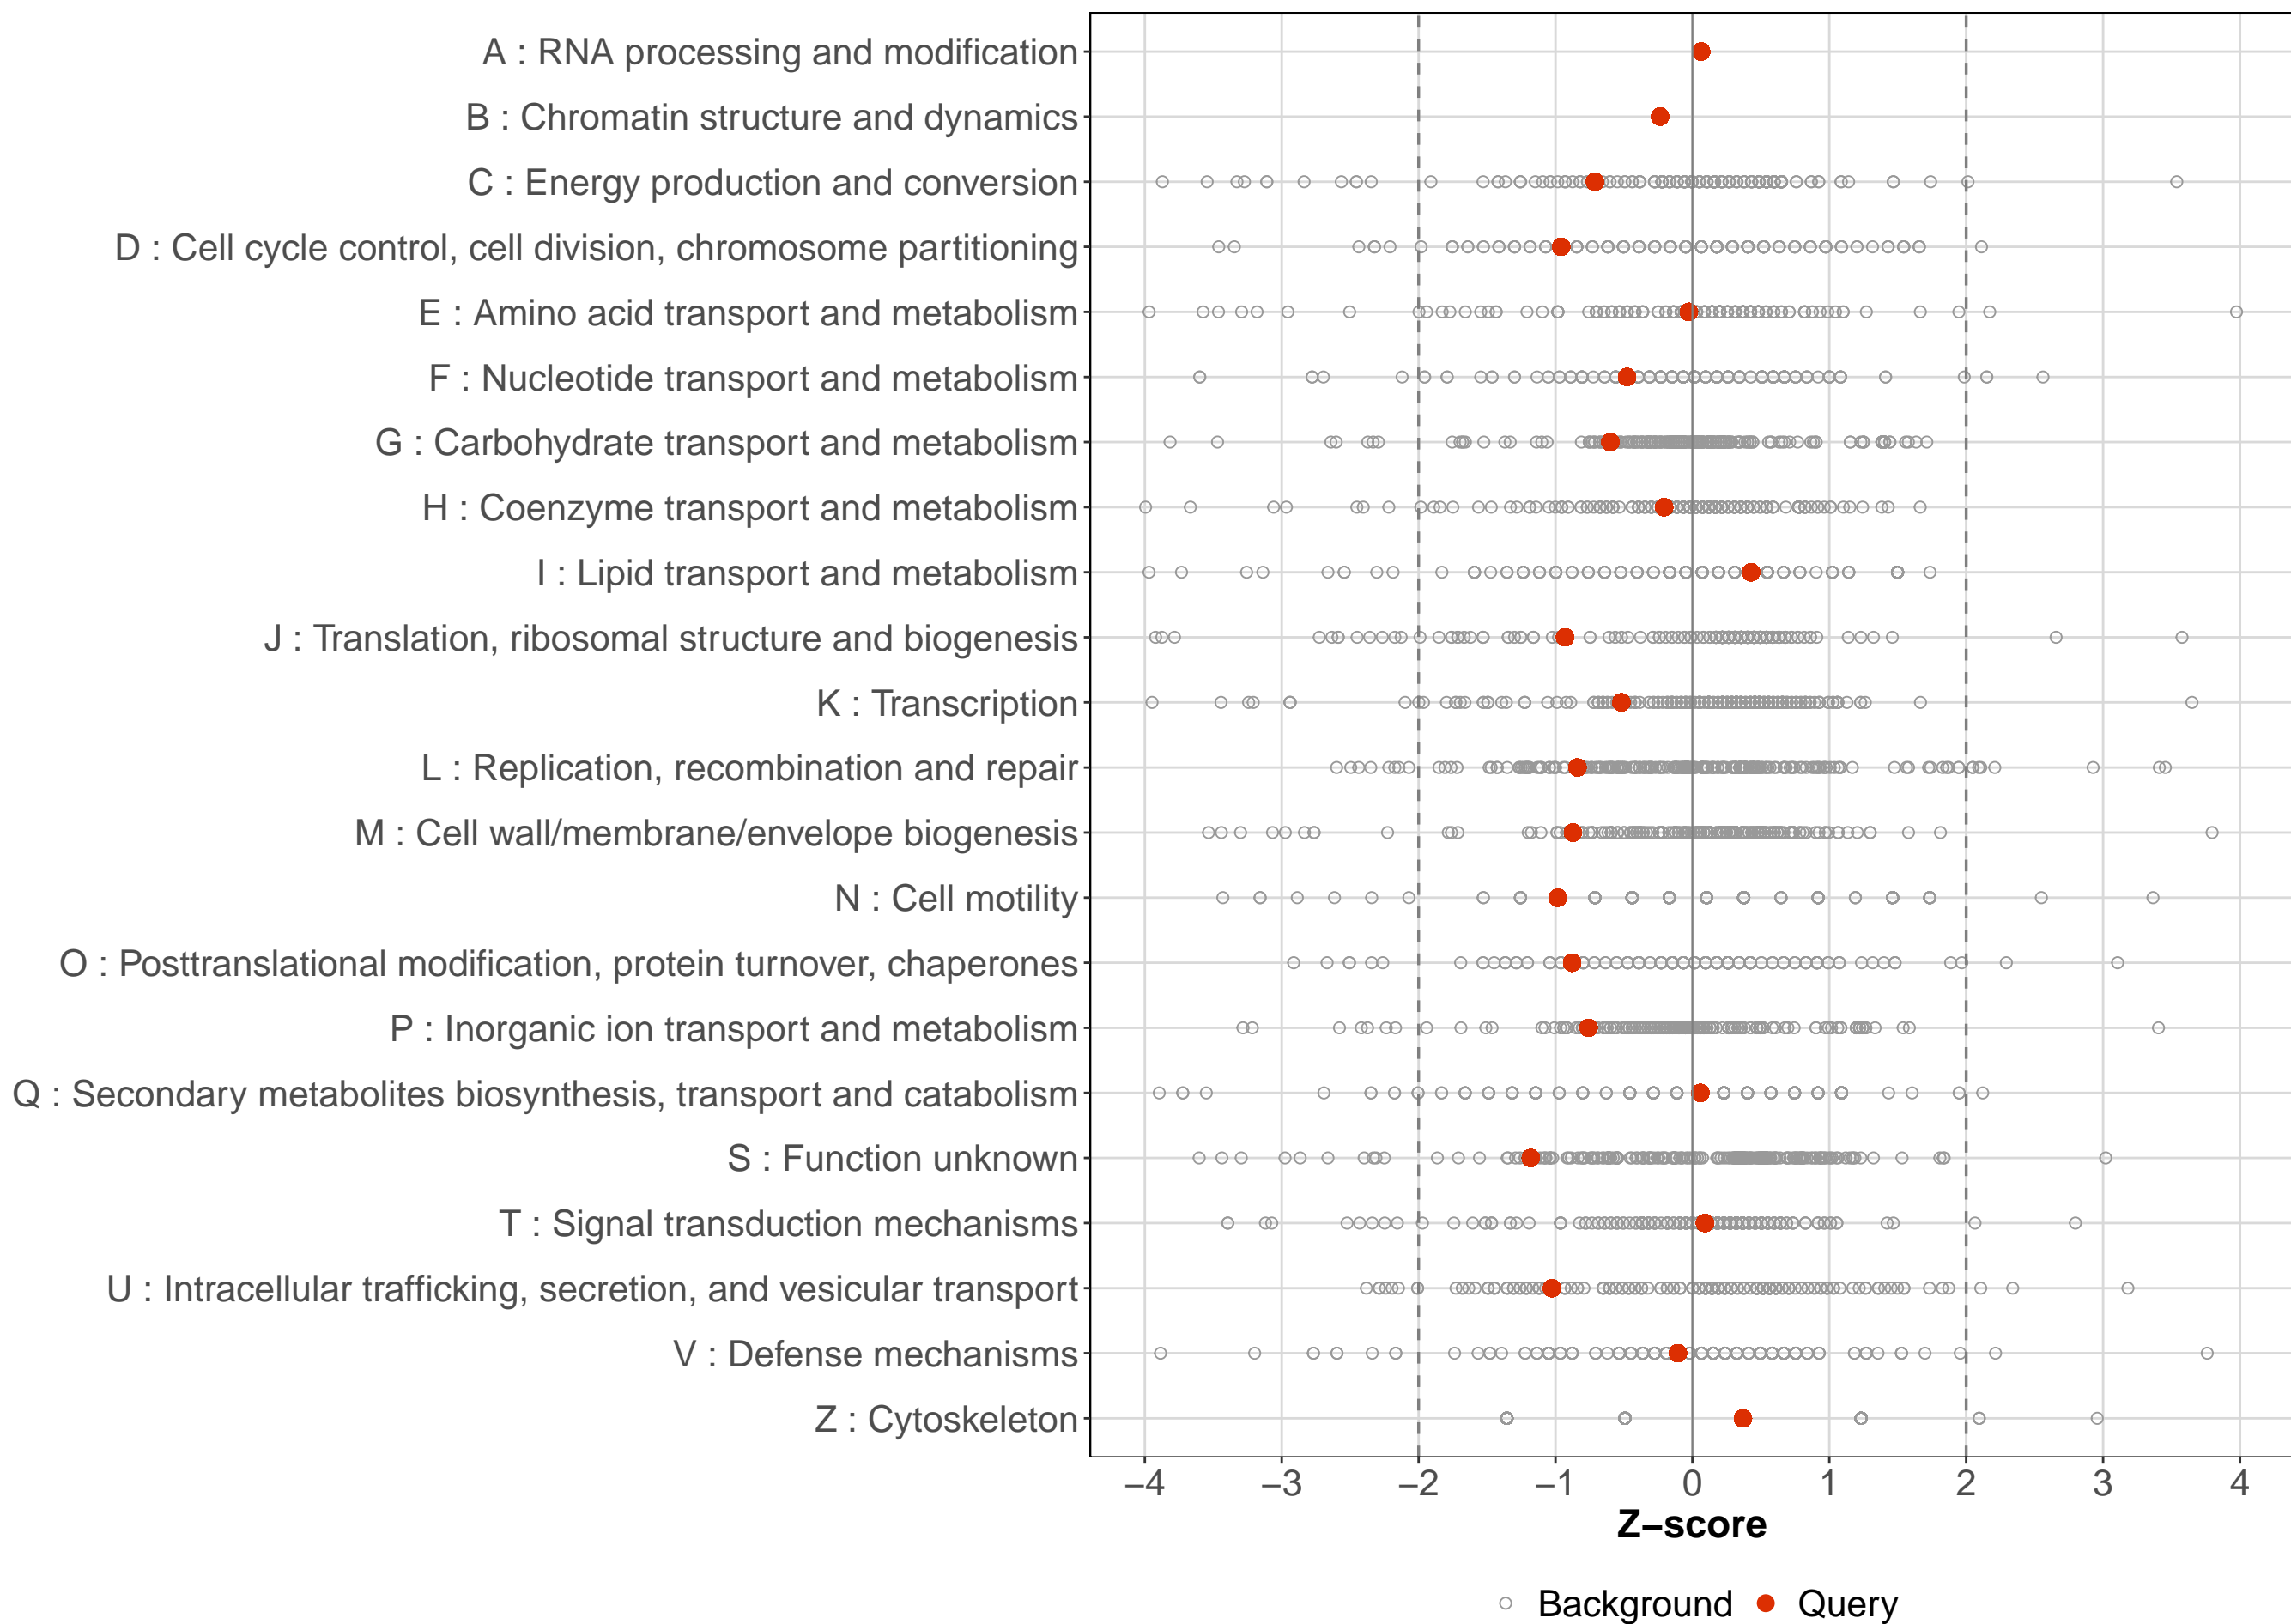 A : RNA processing and modification
B : Chromatin structure and dynamics
C : Energy production and conversion
D : Cell cycle control, cell division, chromosome partitioning
E : Amino acid transport and metabolism
F : Nucleotide transport and metabolism
G : Carbohydrate transport and metabolism
H : Coenzyme transport and metabolism
I : Lipid transport and metabolism
J : Translation, ribosomal structure and biogenesis
K : Transcription
L : Replication, recombination and repair
M : Cell wall/membrane/envelope biogenesis
N : Cell motility
O : Posttranslational modification, protein turnover, chaperones
P : Inorganic ion transport and metabolism
Q : Secondary metabolites biosynthesis, transport and catabolism
S : Function unknown
T : Signal transduction mechanisms
U : Intracellular trafficking, secretion, and vesicular transport
V : Defense mechanisms
Z : Cytoskeleton
−4 −3 −2 −1 0 1 2 3 4
Z−score
Background Query